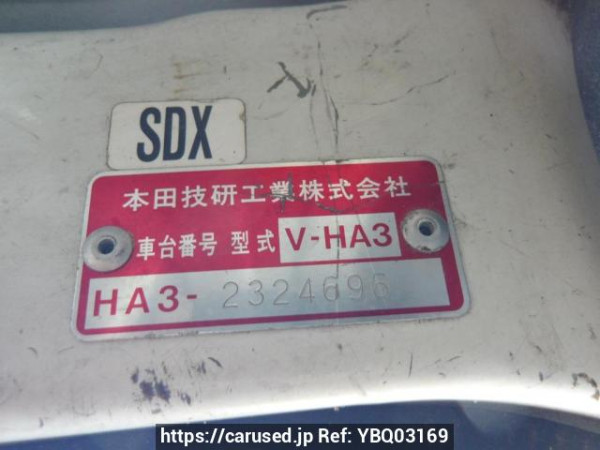 SDX
本田技研工業株式会社
車台番号 型式 V-HA3
HA3- 2324696
https://carused.jp Ref: YBQ03169